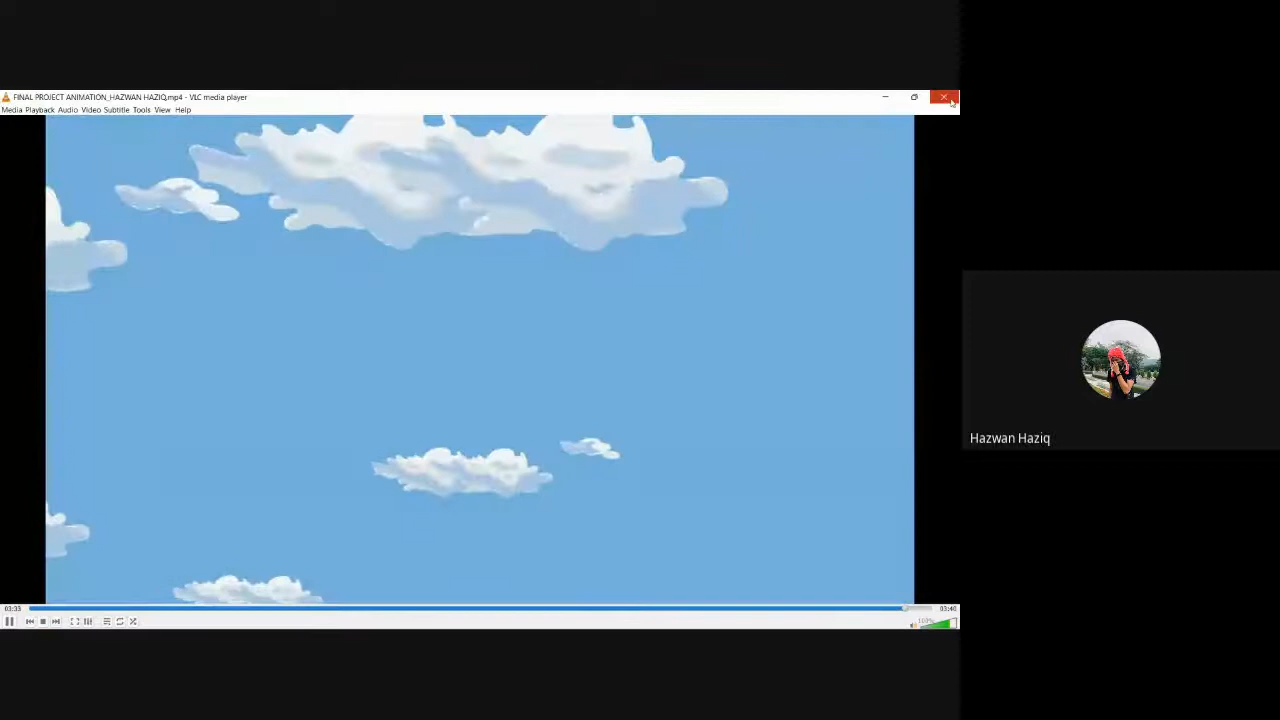 FINAL PROJECT ANIMATION_HAZWAN HAZIQ.mp4 - VLC media player
Media Playback Audio Video Subtitle Tools View Help
Hazwan Haziq
03:33
03:40
100%